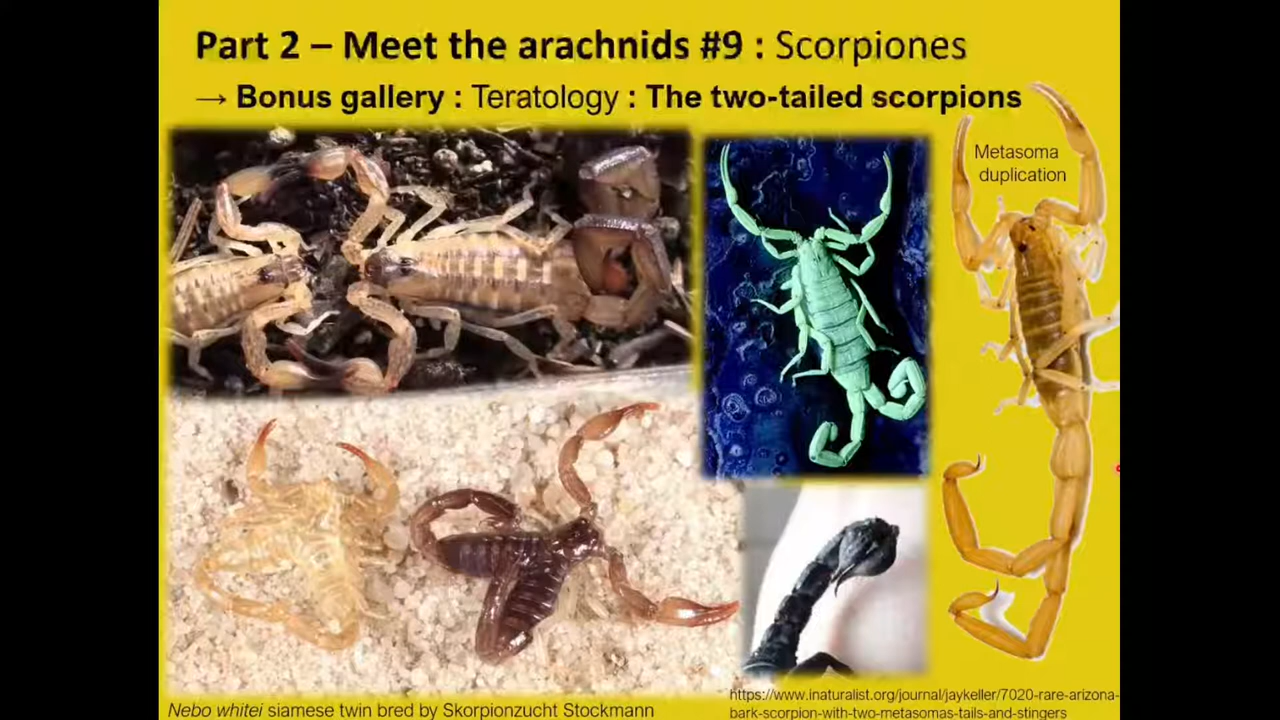 Part 2 – Meet the arachnids #9 : Scorpiones
→ Bonus gallery : Teratology : The two-tailed scorpions
Metasoma
duplication
Nebo whitei siamese twin bred by Skorpionzucht Stockmann
https://www.inaturalist.org/journal/jaykeller/7020-rare-arizona-
bark-scorpion-with-two-metasomas-tails-and-stingers